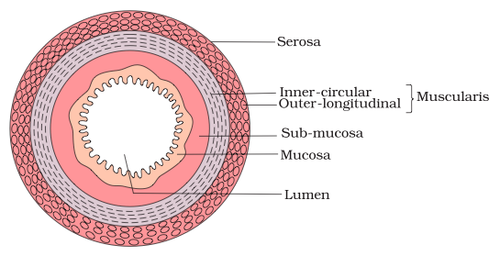 Serosa
Inner-circular
Outer-longitudinal
Muscularis
Sub-mucosa
Mucosa
Lumen